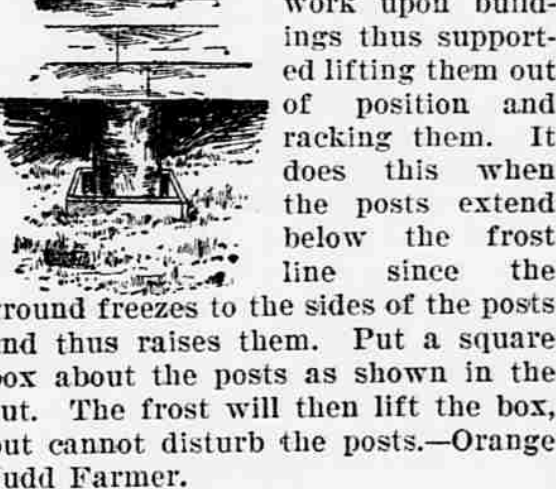 work upon build-
ings thus support-
ed lifting them out
of position and
racking them. It
does this when
the posts extend
below the frost
line since the
round freezes to the sides of the posts
nd thus raises them. Put a square
ox about the posts as shown in the
ut. The frost will then lift the box,
ut cannot disturb the posts.—Orange
udd Farmer.